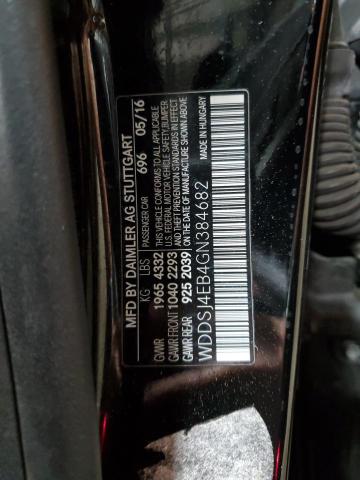 MFD BY DAIMLER AG STUTTGART
PASSENGER CAR 696 05/16
KG LBS
GVWR 1965 4332
GAWR FRONT 1040 2293
GAWR REAR 925 2039
THIS VEHICLE CONFORMS TO ALL APPLICABLE
U.S. FEDERAL MOTOR VEHICLE SAFETY, BUMPER,
AND THEFT PREVENTION STANDARDS IN EFFECT
ON THE DATE OF MANUFACTURE SHOWN ABOVE
WDDSJ4EB4GN384682
MADE IN HUNGARY